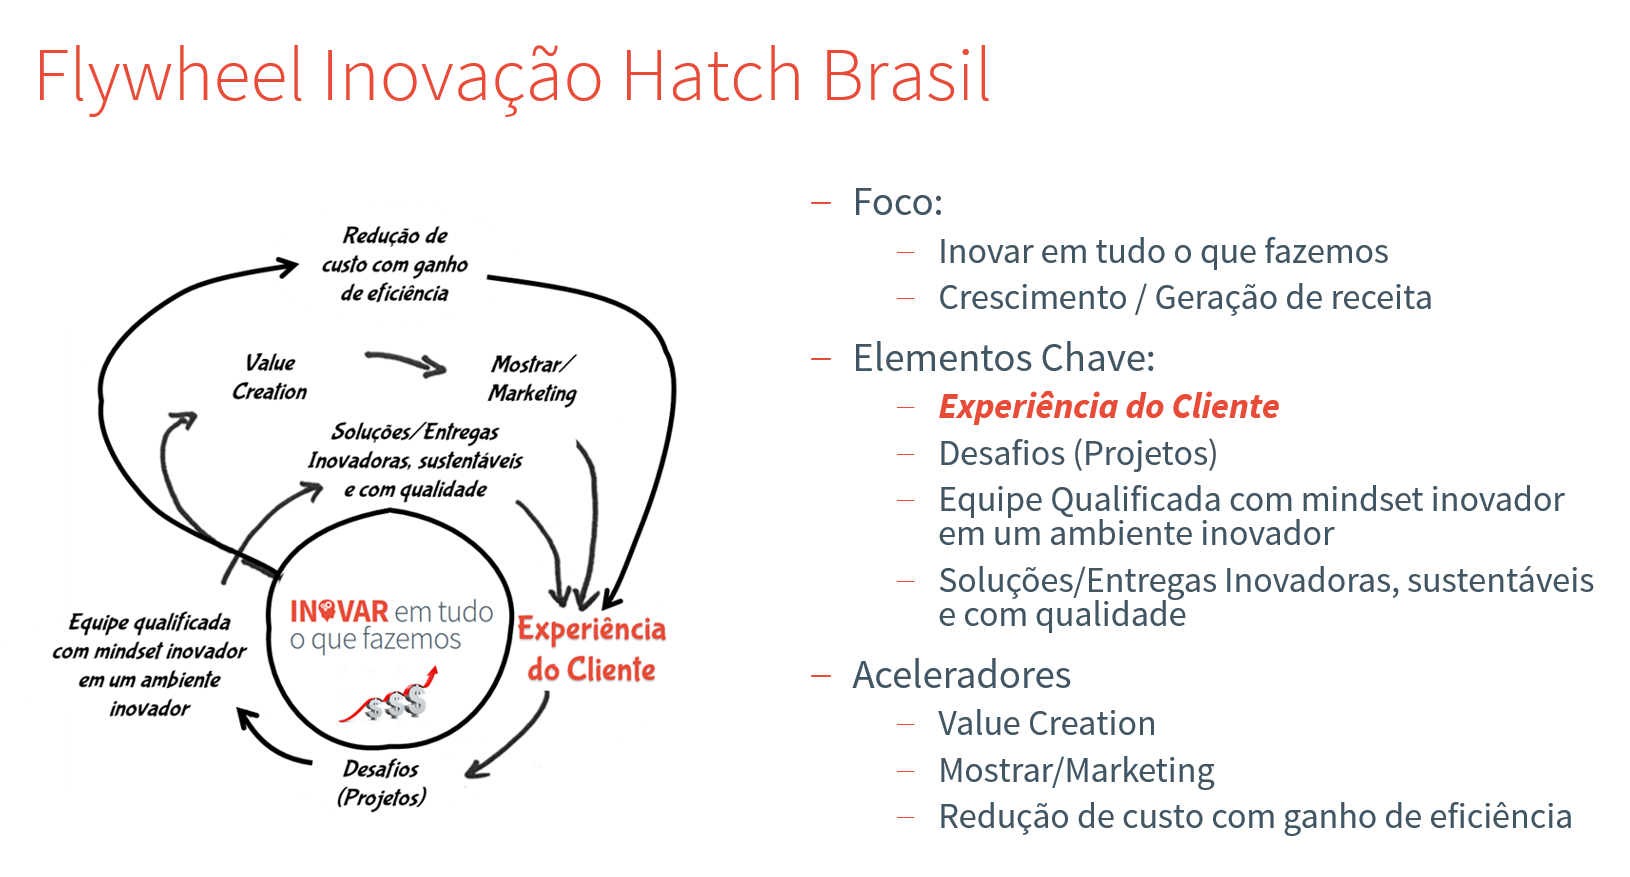 Flywheel Inovação Hatch Brasil
Redução de
custo com ganho
de eficiência
Value
Creation
Mostrar/
Marketing
Soluções/Entregas
Inovadoras, sustentáveis
e com qualidade
INOVAR em tudo
o que fazemos
$$$
Equipe qualificada
com mindset inovador
em um ambiente
inovador
Experiência
do Cliente
Desafios
(Projetos)
– Foco:
– Inovar em tudo o que fazemos
– Crescimento / Geração de receita
– Elementos Chave:
– Experiência do Cliente
– Desafios (Projetos)
– Equipe Qualificada com mindset inovador
em um ambiente inovador
– Soluções/Entregas Inovadoras, sustentáveis
e com qualidade
– Aceleradores
– Value Creation
– Mostrar/Marketing
– Redução de custo com ganho de eficiência